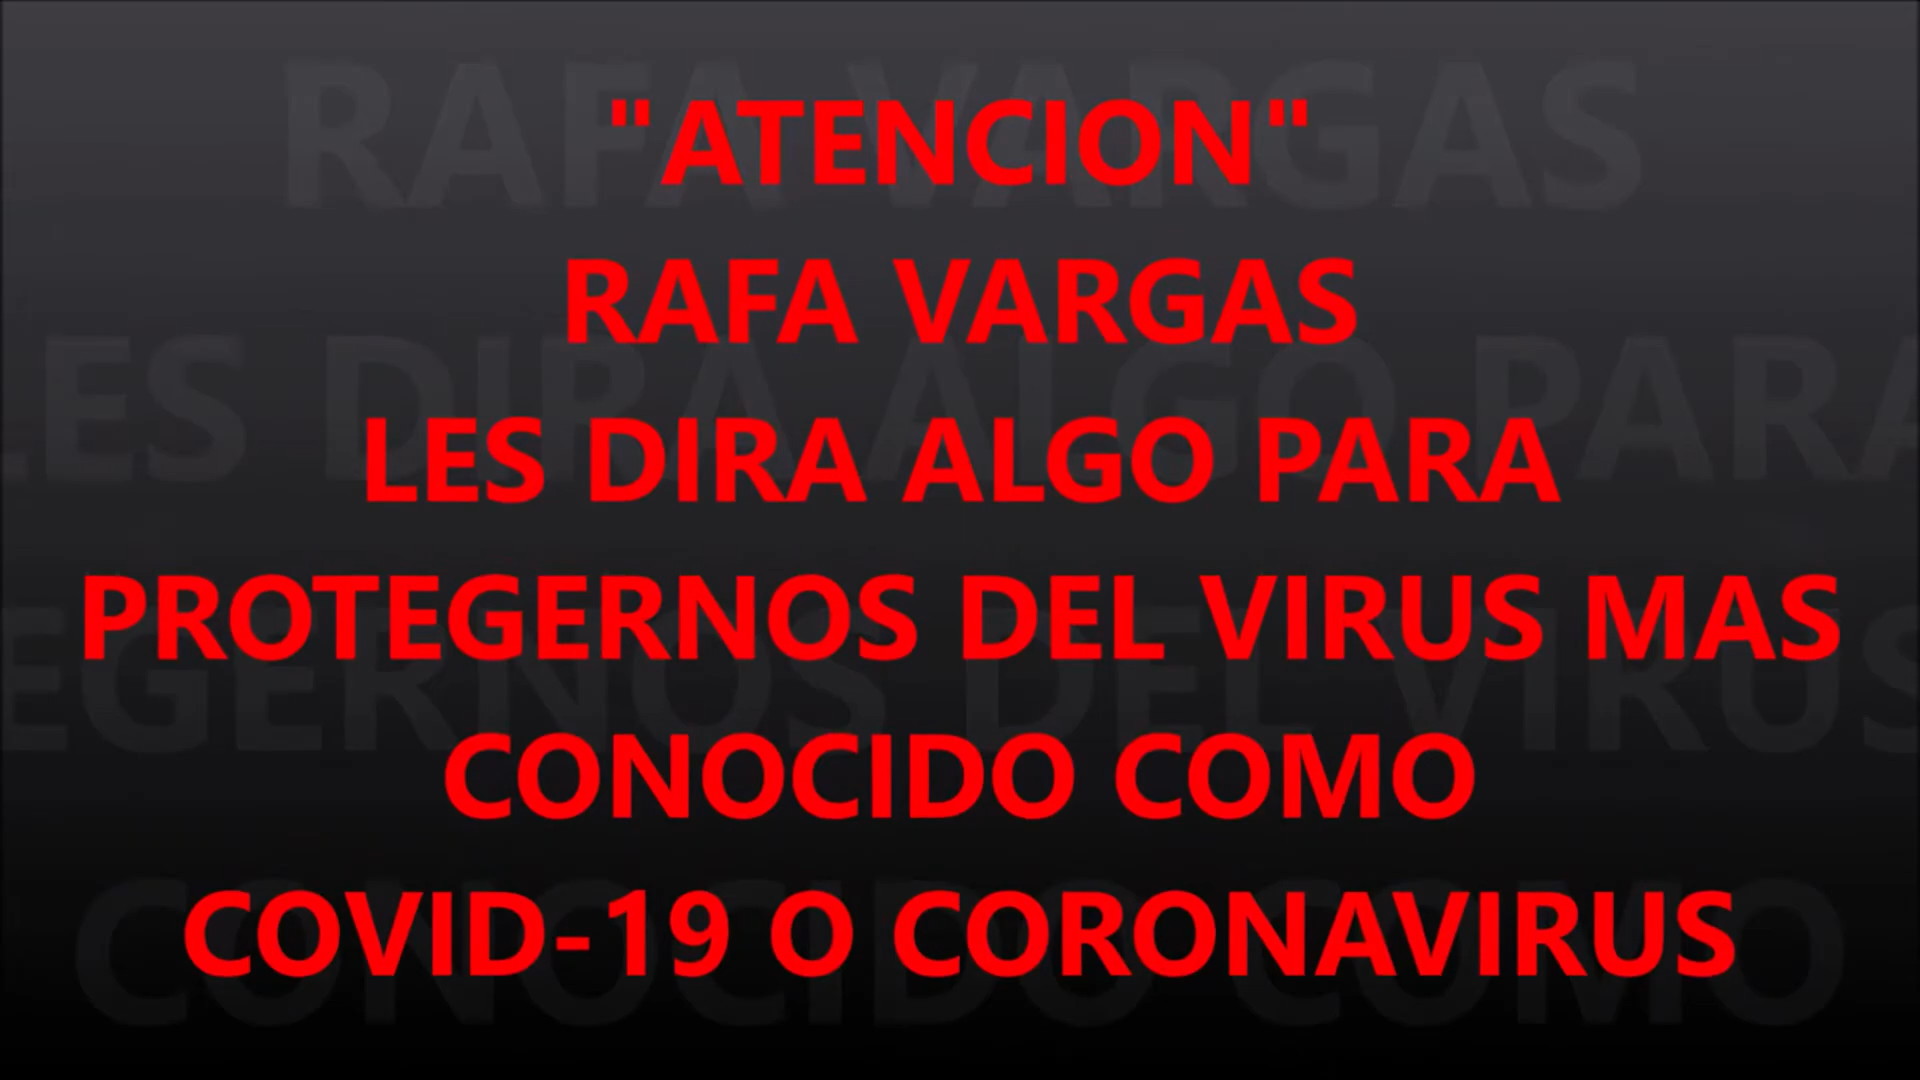 "ATENCION"
RAFA VARGAS
LES DIRA ALGO PARA
PROTEGERNOS DEL VIRUS MAS
CONOCIDO COMO
COVID-19 O CORONAVIRUS